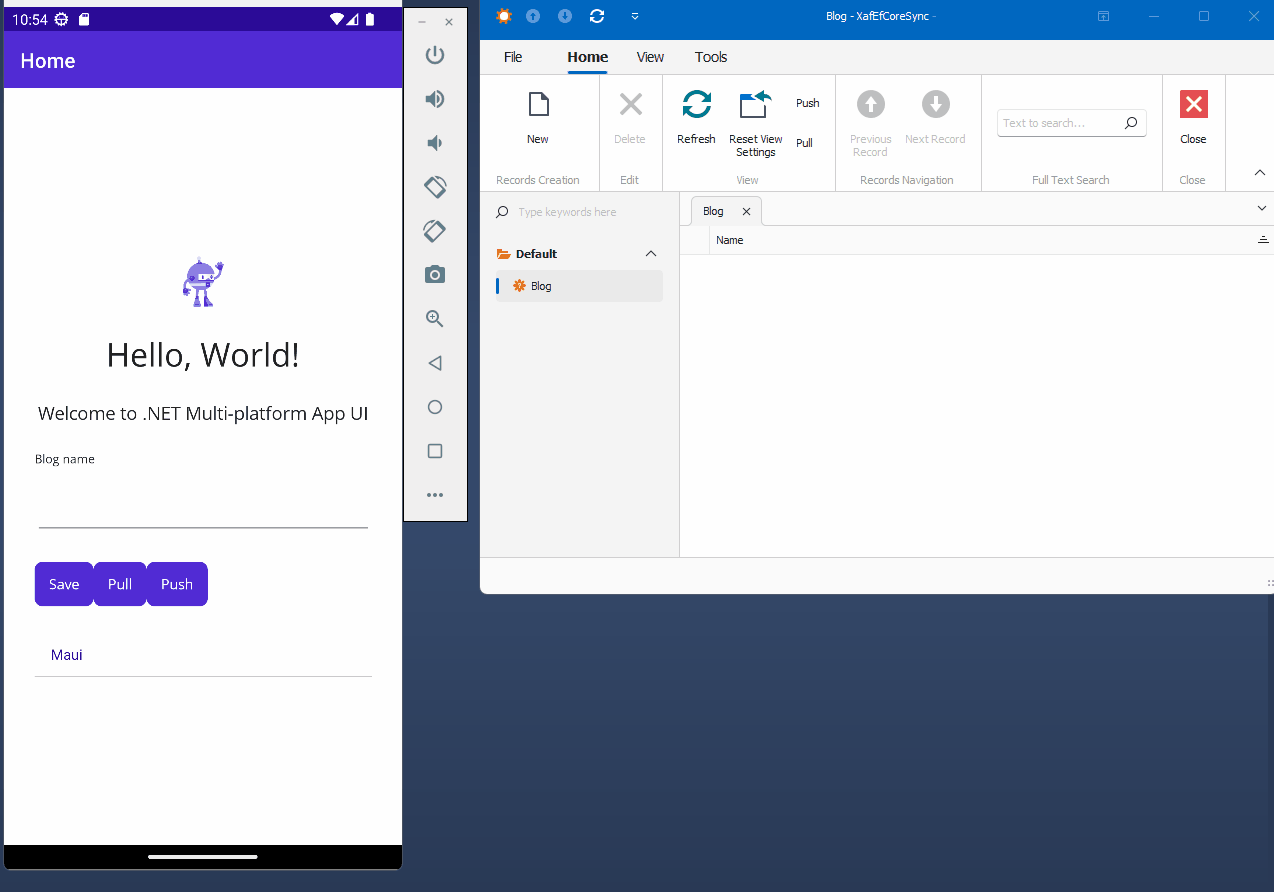 10:54
Home
Hello, World!
Welcome to .NET Multi-platform App UI
Blog name
Save Pull Push
Maui
Blog - XafEfCoreSync -
File Home View Tools
New
Records Creation
Delete
Edit
Refresh
Reset View
Settings
Push
Pull
View
Previous
Record
Next Record
Records Navigation
Text to search...
Full Text Search
Close
Close
Type keywords here
Default
Blog
Blog
Name